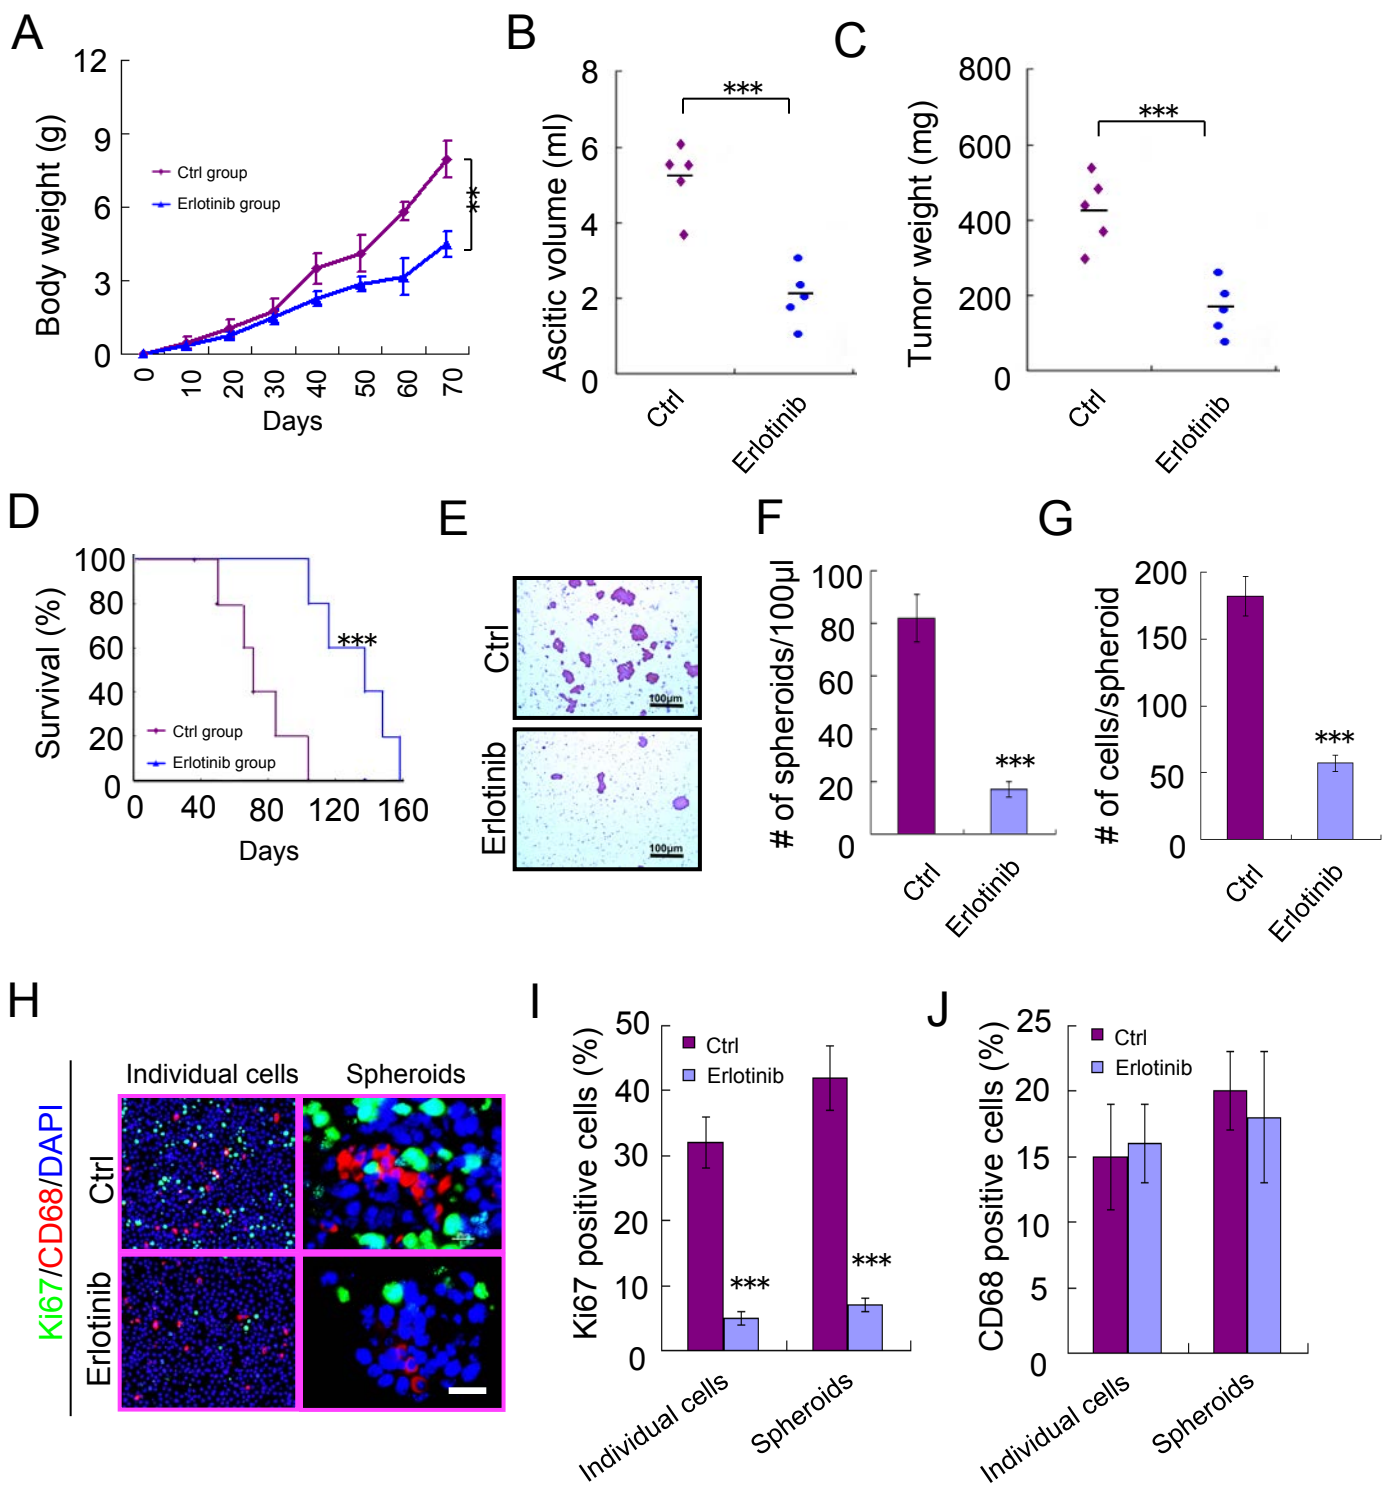 A
Body weight (g)
12
9
6
3
0
Ctrl group
Erlotinib group
**
0 10 20 30 40 50 60 70
Days
B
Ascitic volume (ml)
8
6
4
2
0
***
Ctrl
Erlotinib
C
Tumor weight (mg)
800
600
400
200
0
***
Ctrl
Erlotinib
D
Survival (%)
100
80
60
40
20
0
***
Ctrl group
Erlotinib group
0 40 80 120 160
Days
E
Ctrl
100μm
Erlotinib
100μm
F
# of spheroids/100μl
100
80
60
40
20
0
***
Ctrl
Erlotinib
G
# of cells/spheroid
200
150
100
50
0
***
Ctrl
Erlotinib
H
Ki67/CD68/DAPI
Individual cells Spheroids
Ctrl
Erlotinib
I
Ki67 positive cells (%)
50
40
30
20
10
0
Ctrl
Erlotinib
***
***
Individual cells
Spheroids
J
CD68 positive cells (%)
25
20
15
10
5
0
Ctrl
Erlotinib
Individual cells
Spheroids